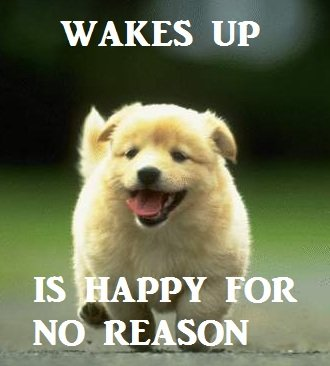 WAKES UP
IS HAPPY FOR
NO REASON